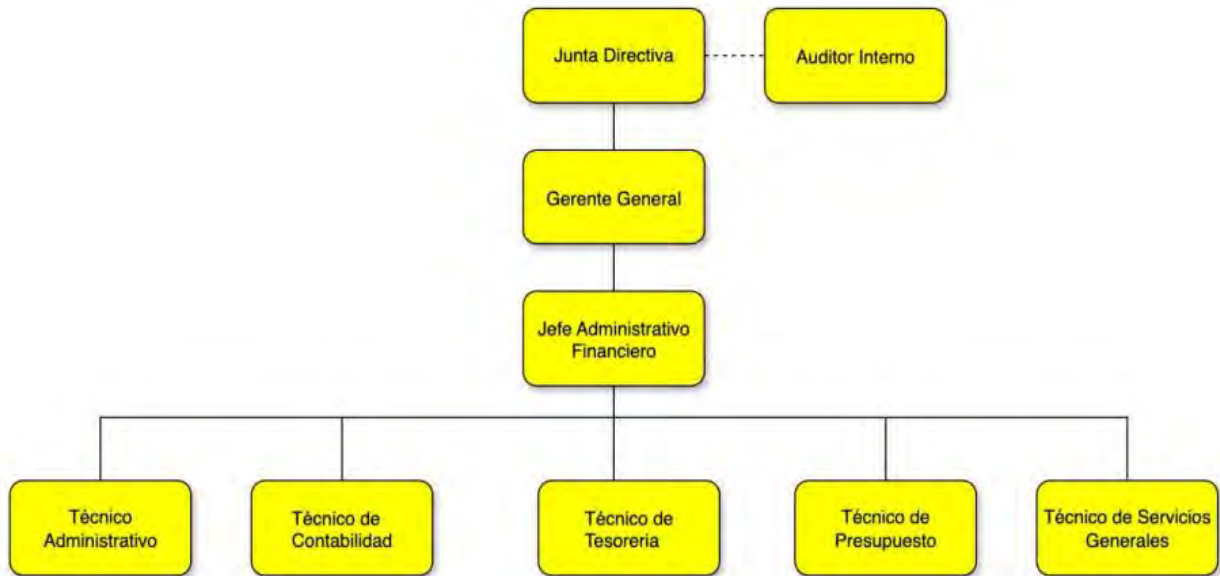 Junta Directiva
Auditor Interno
Gerente General
Jefe Administrativo
Financiero
Técnico
Administrativo
Técnico de
Contabilidad
Técnico de
Tesoreria
Técnico de
Presupuesto
Técnico de Servicios
Generales